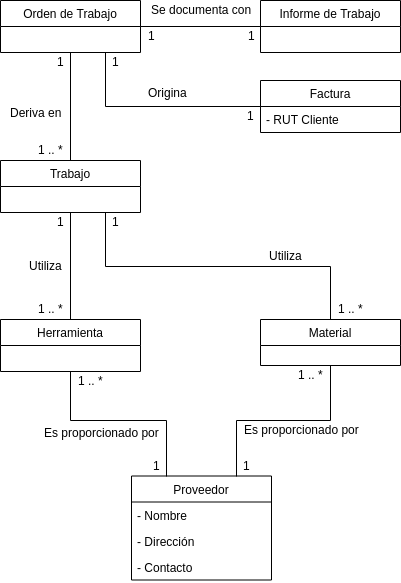 Orden de Trabajo
Se documenta con
Informe de Trabajo
1
1
1
1
Origina
Factura
- RUT Cliente
1
Deriva en
1 .. *
Trabajo
1
1
Utiliza
Utiliza
1 .. *
1 .. *
Herramienta
Material
1 .. *
1 .. *
Es proporcionado por
Es proporcionado por
1
1
Proveedor
- Nombre
- Dirección
- Contacto